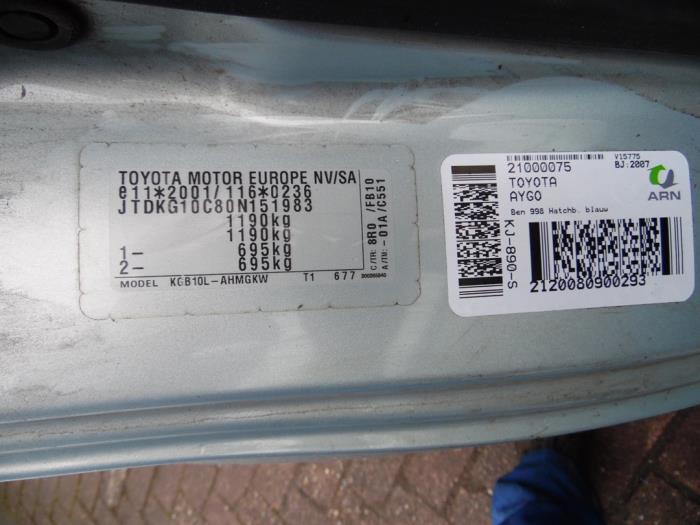 TOYOTA MOTOR EUROPE NV/SA
e11*2001/116*0236
JTDKG10C80N151983
1190kg
1190kg
1- 695kg
2- 695kg
C/TR: 8R0 /FB10
A/TM: -01A/C551
MODEL KGB10L-AHMGKW T1 677
V15775
21000075 BJ:2007
TOYOTA
AYGO
ARN
Ben 998 Hatchb. blauw
KJ-890-S
2120080900293